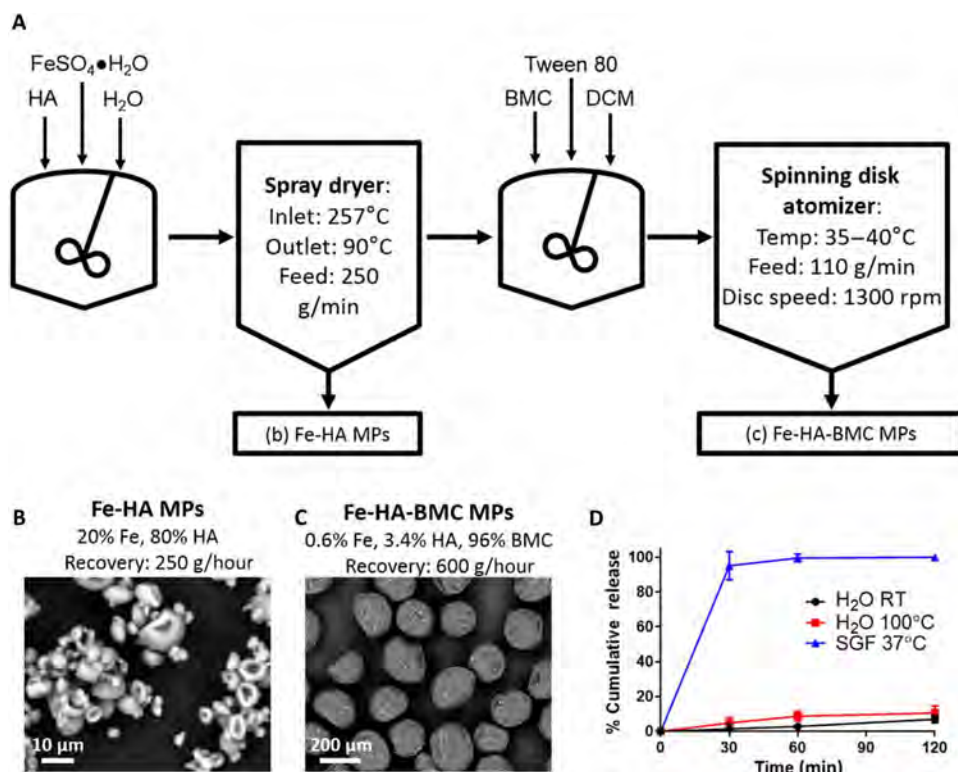 A
FeSO₄●H₂O
HA
H₂O
Tween 80
BMC
DCM
Spray dryer:
Inlet: 257°C
Outlet: 90°C
Feed: 250
g/min
Spinning disk
atomizer:
Temp: 35–40°C
Feed: 110 g/min
Disc speed: 1300 rpm
(b) Fe-HA MPs
(c) Fe-HA-BMC MPs
B
Fe-HA MPs
20% Fe, 80% HA
Recovery: 250 g/hour
10 μm
C
Fe-HA-BMC MPs
0.6% Fe, 3.4% HA, 96% BMC
Recovery: 600 g/hour
200 μm
D
% Cumulative release
100
80
60
40
20
0
H₂O RT
H₂O 100°C
SGF 37°C
0 30 60 90 120
Time (min)